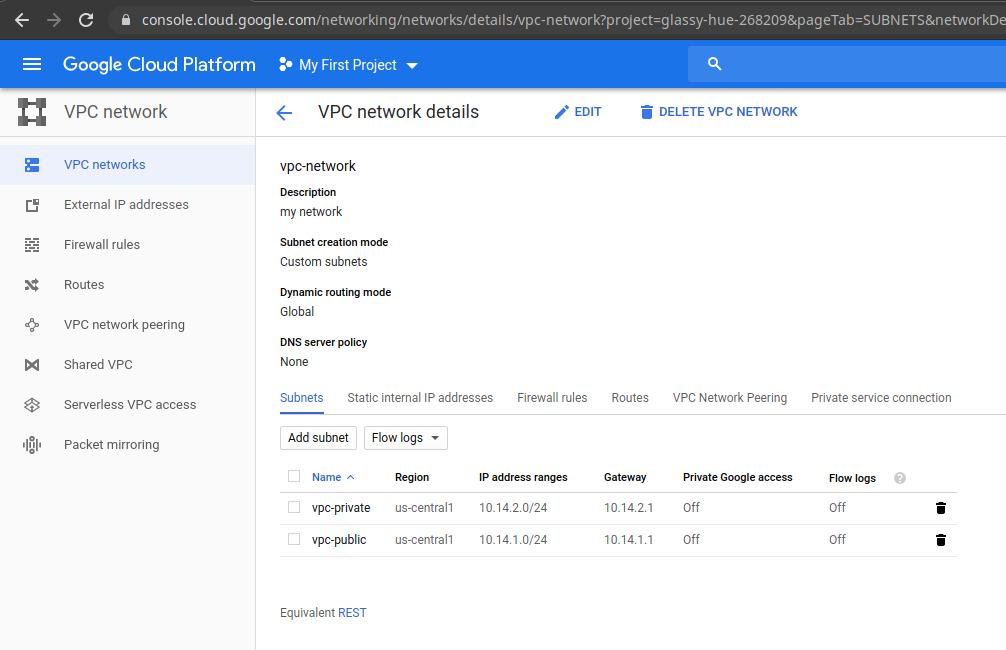 console.cloud.google.com/networking/networks/details/vpc-network?project=glassy-hue-268209&pageTab=SUBNETS&networkDe
Google Cloud Platform My First Project
VPC network
VPC network details EDIT DELETE VPC NETWORK
VPC networks
External IP addresses
Firewall rules
Routes
VPC network peering
Shared VPC
Serverless VPC access
Packet mirroring
vpc-network
Description
my network
Subnet creation mode
Custom subnets
Dynamic routing mode
Global
DNS server policy
None
Subnets Static internal IP addresses Firewall rules Routes VPC Network Peering Private service connection
Add subnet Flow logs
Name Region IP address ranges Gateway Private Google access Flow logs ?
vpc-private us-central1 10.14.2.0/24 10.14.2.1 Off Off
vpc-public us-central1 10.14.1.0/24 10.14.1.1 Off Off
Equivalent REST